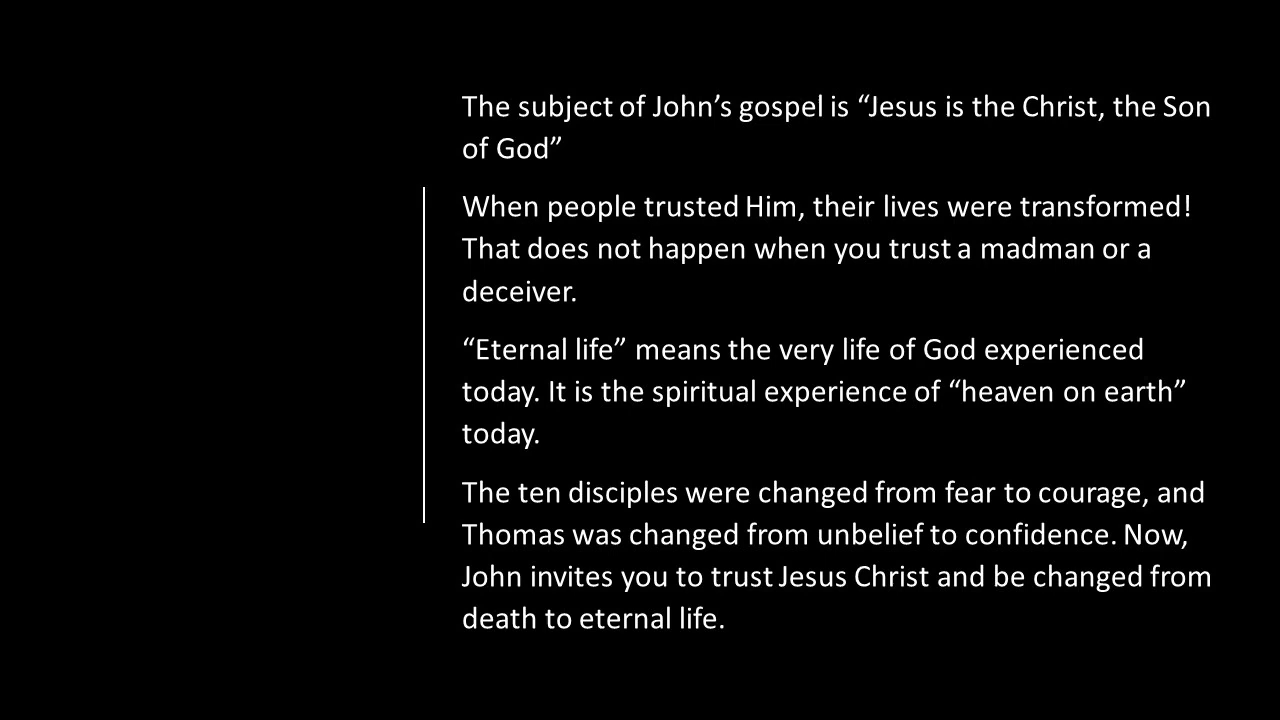 The subject of John’s gospel is “Jesus is the Christ, the Son
of God”
When people trusted Him, their lives were transformed!
That does not happen when you trust a madman or a
deceiver.
“Eternal life” means the very life of God experienced
today. It is the spiritual experience of “heaven on earth”
today.
The ten disciples were changed from fear to courage, and
Thomas was changed from unbelief to confidence. Now,
John invites you to trust Jesus Christ and be changed from
death to eternal life.